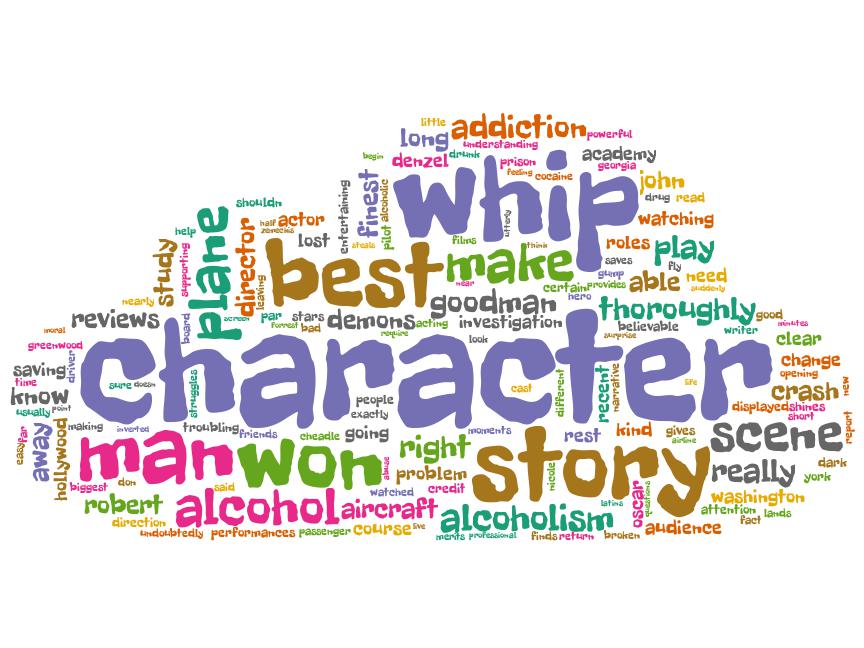 little
addiction
powerful
long
understanding
begin
denzel
drunk
prison
academy
georgia
feeling
cocaine
whip
john
drug
read
finest
alcoholic
entertaining
shouldn
plane
help
half
actor
zemeckis
director
lost
steals
pilot
films
utterly
think
watching
roles
play
saves
fly
study
supporting
best
make
near
certain
provides
gump
able
need
suddenly
hero
nearly
leaving
goodman
thoroughly
good
reviews
board
screen
par
stars
demons
acting
investigation
believable
writer
minutes
forrest
bad
require
surprise
moral
greenwood
driver
look
clear
saving
time
character
life
change
opening
know
sure
doesn
struggles
cast
different
recent
narrative
crash
new
usually
point
people
exactly
displayed
shines
short
making
inverted
troubling
friends
cheadle
going
moments
rest
kind
gives
airline
scene
report
easy
far
away
hollywood
man
won
abuse
right
story
problem
nicole
really
dark
biggest
don
said
watched
credit
york
robert
alcohol
aircraft
latins
oscar
questions
washington
attention
lands
direction
alcoholism
audience
fact
undoubtedly
performances
passenger
course
live
merits
professional
finds
return
broken